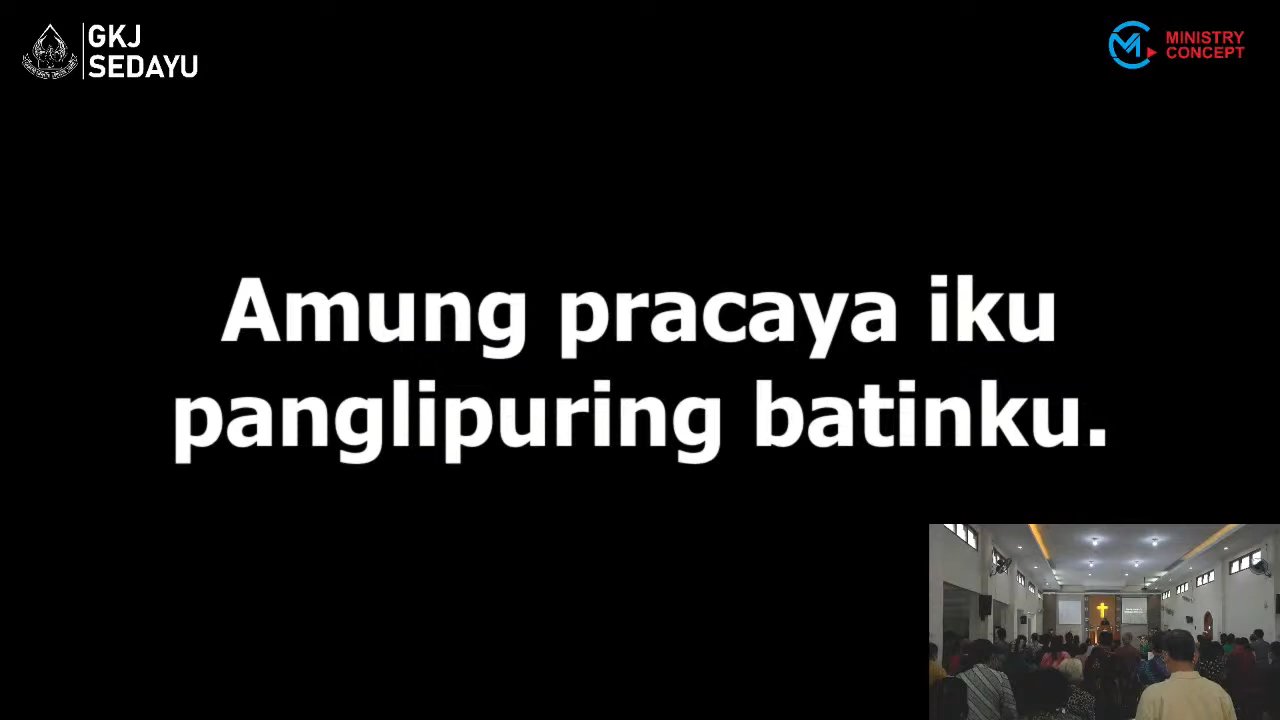 GKJ
SEDAYU
MINISTRY
CONCEPT
Amung pracaya iku
panglipuring batinku.